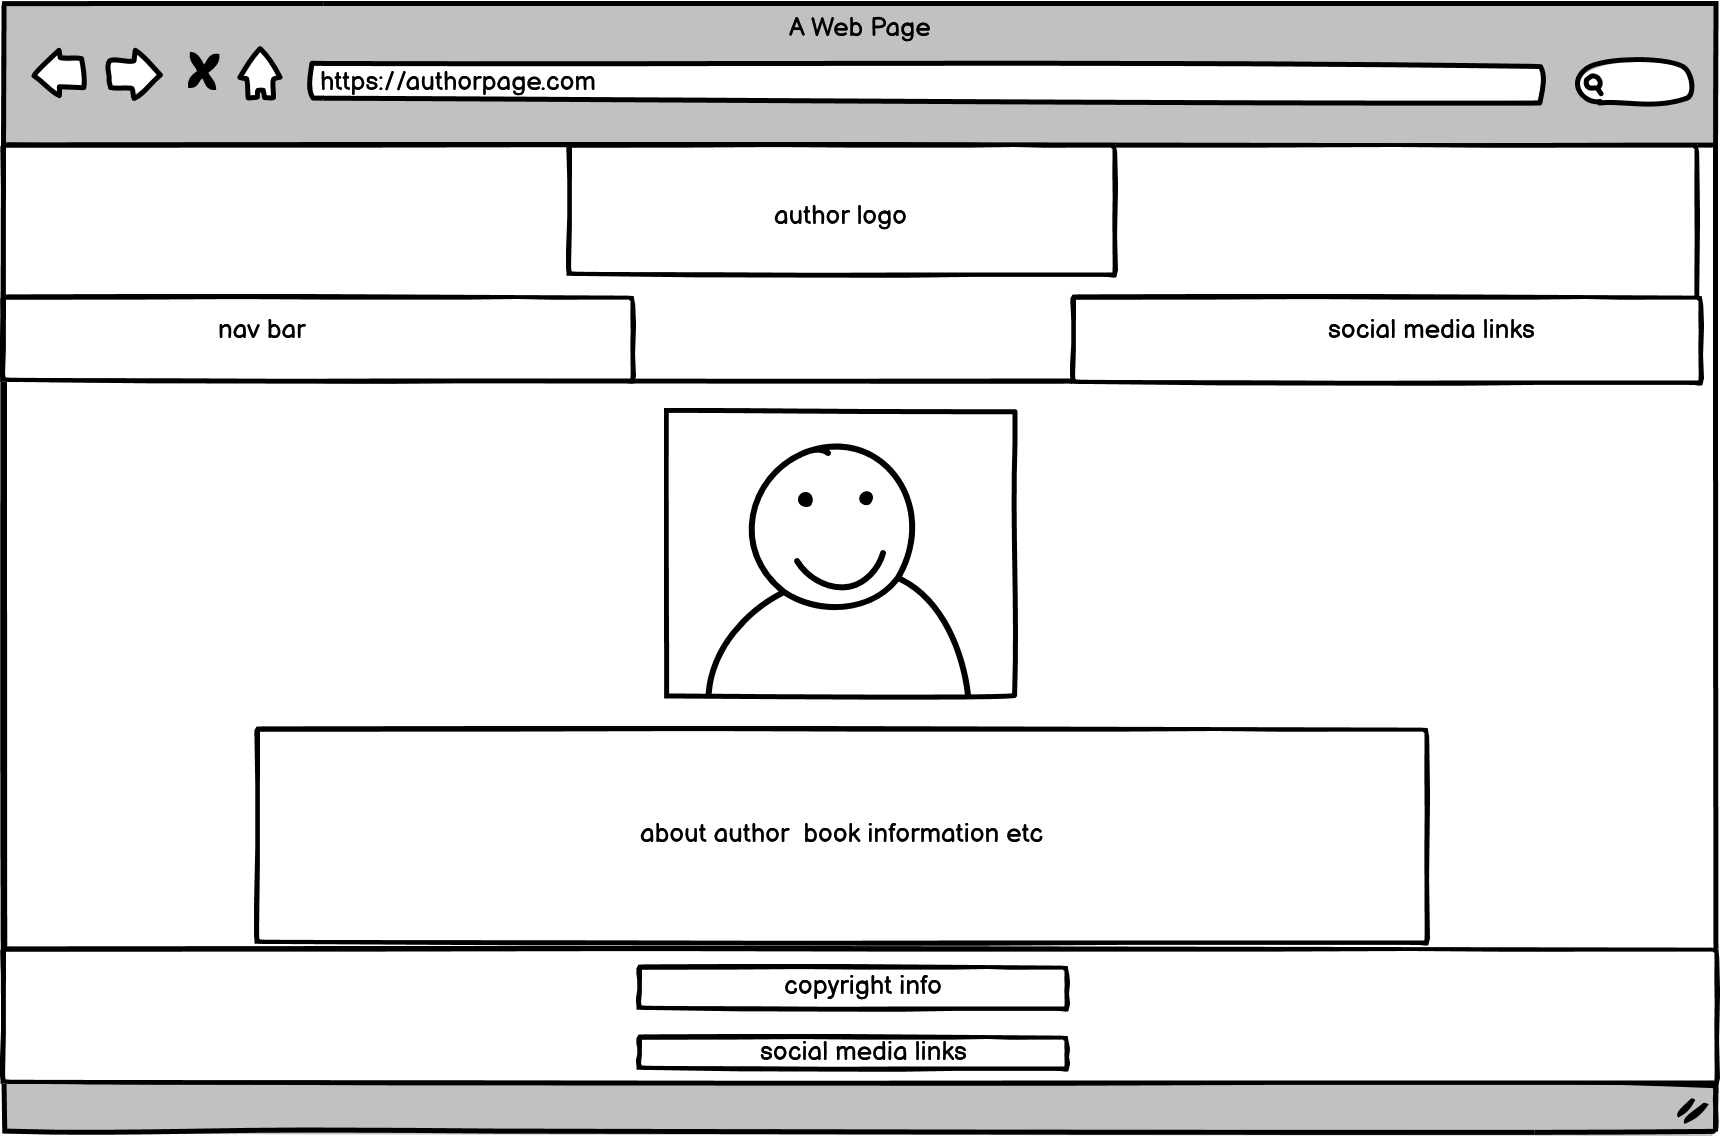 A Web Page
https://authorpage.com
author logo
nav bar
social media links
about author  book information etc
copyright info
social media links